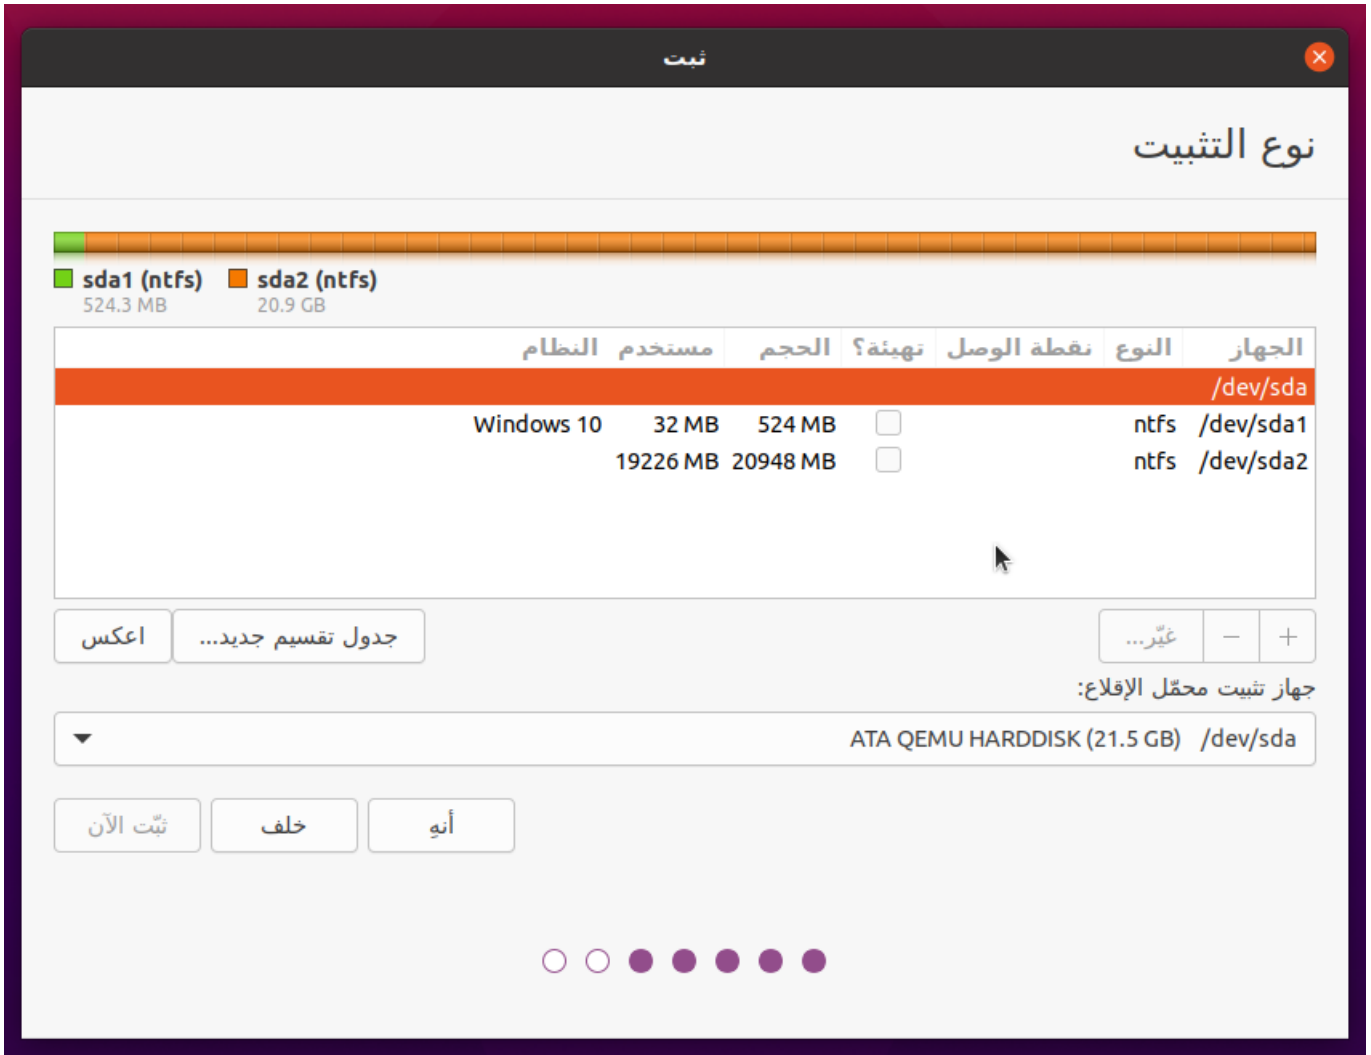 ثبت
نوع التثبيت
sda1 (ntfs) sda2 (ntfs)
524.3 MB 20.9 GB
الجهاز النوع نقطة الوصل تهيئة؟ الحجم مستخدم النظام
/dev/sda
/dev/sda1 ntfs 524 MB 32 MB Windows 10
/dev/sda2 ntfs 20948 MB 19226 MB
+ − غيّر... جدول تقسيم جديد... اعكس
جهاز تثبيت محمّل الإقلاع:
/dev/sda ATA QEMU HARDDISK (21.5 GB)
أنهِ خلف ثبّت الآن